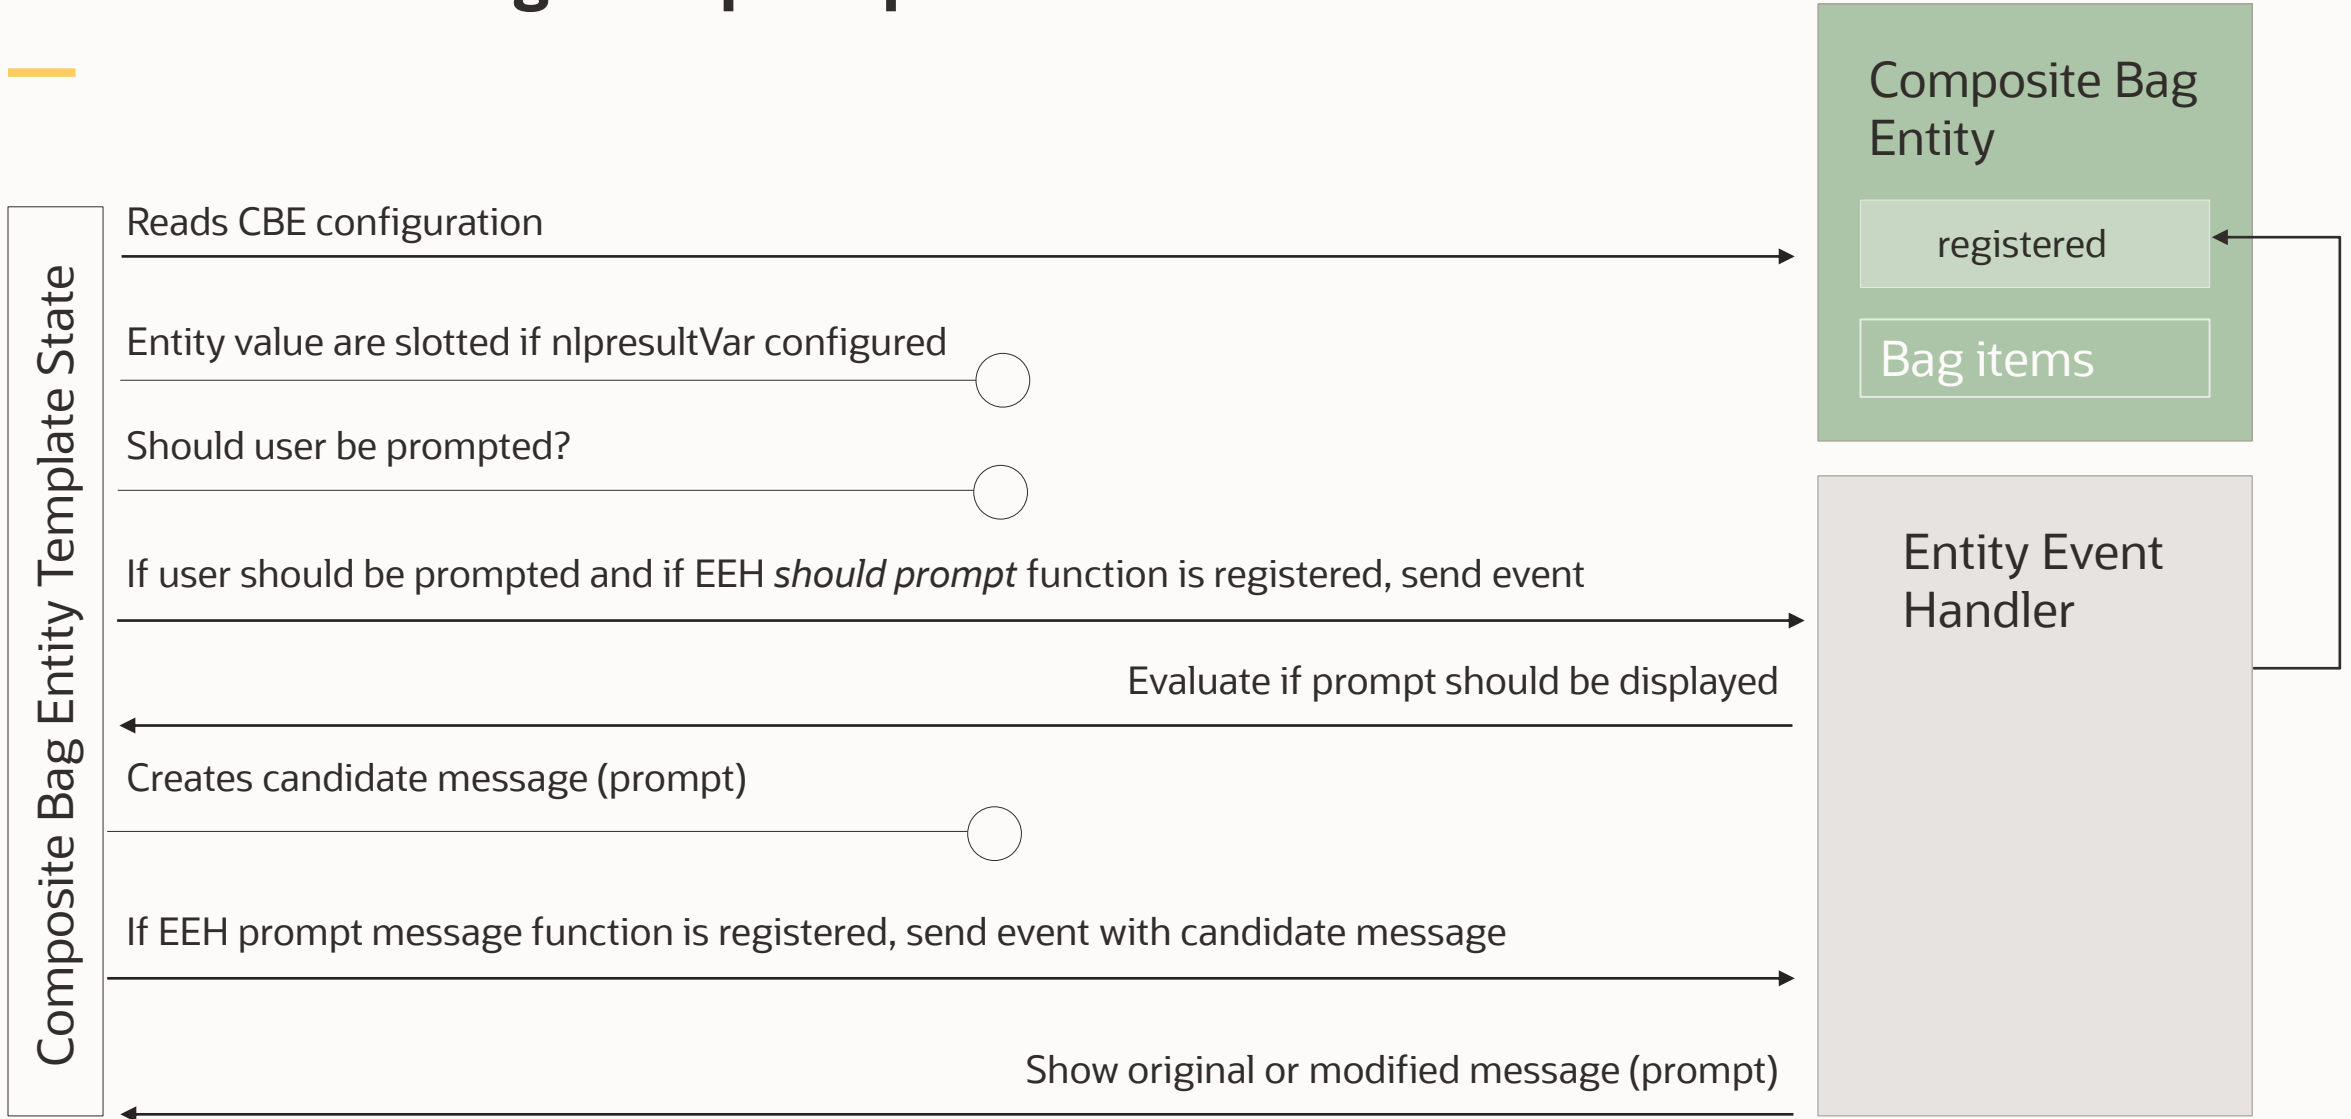 Composite Bag
Entity
registered
Bag items
Composite Bag Entity Template State
Reads CBE configuration
Entity value are slotted if nlpresultVar configured
Should user be prompted?
If user should be prompted and if EEH should prompt function is registered, send event
Entity Event
Handler
Evaluate if prompt should be displayed
Creates candidate message (prompt)
If EEH prompt message function is registered, send event with candidate message
Show original or modified message (prompt)